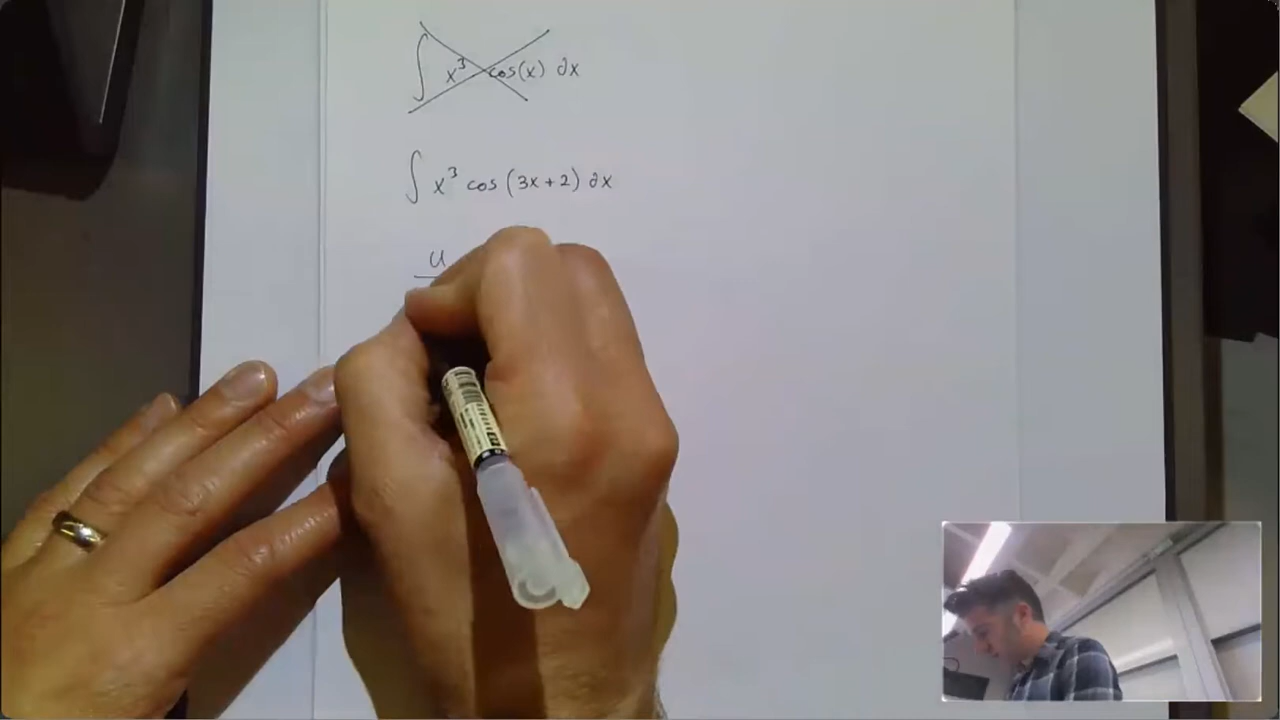 ∫ x³ cos(x) ∂x
∫ x³ cos(3x+2) ∂x
u